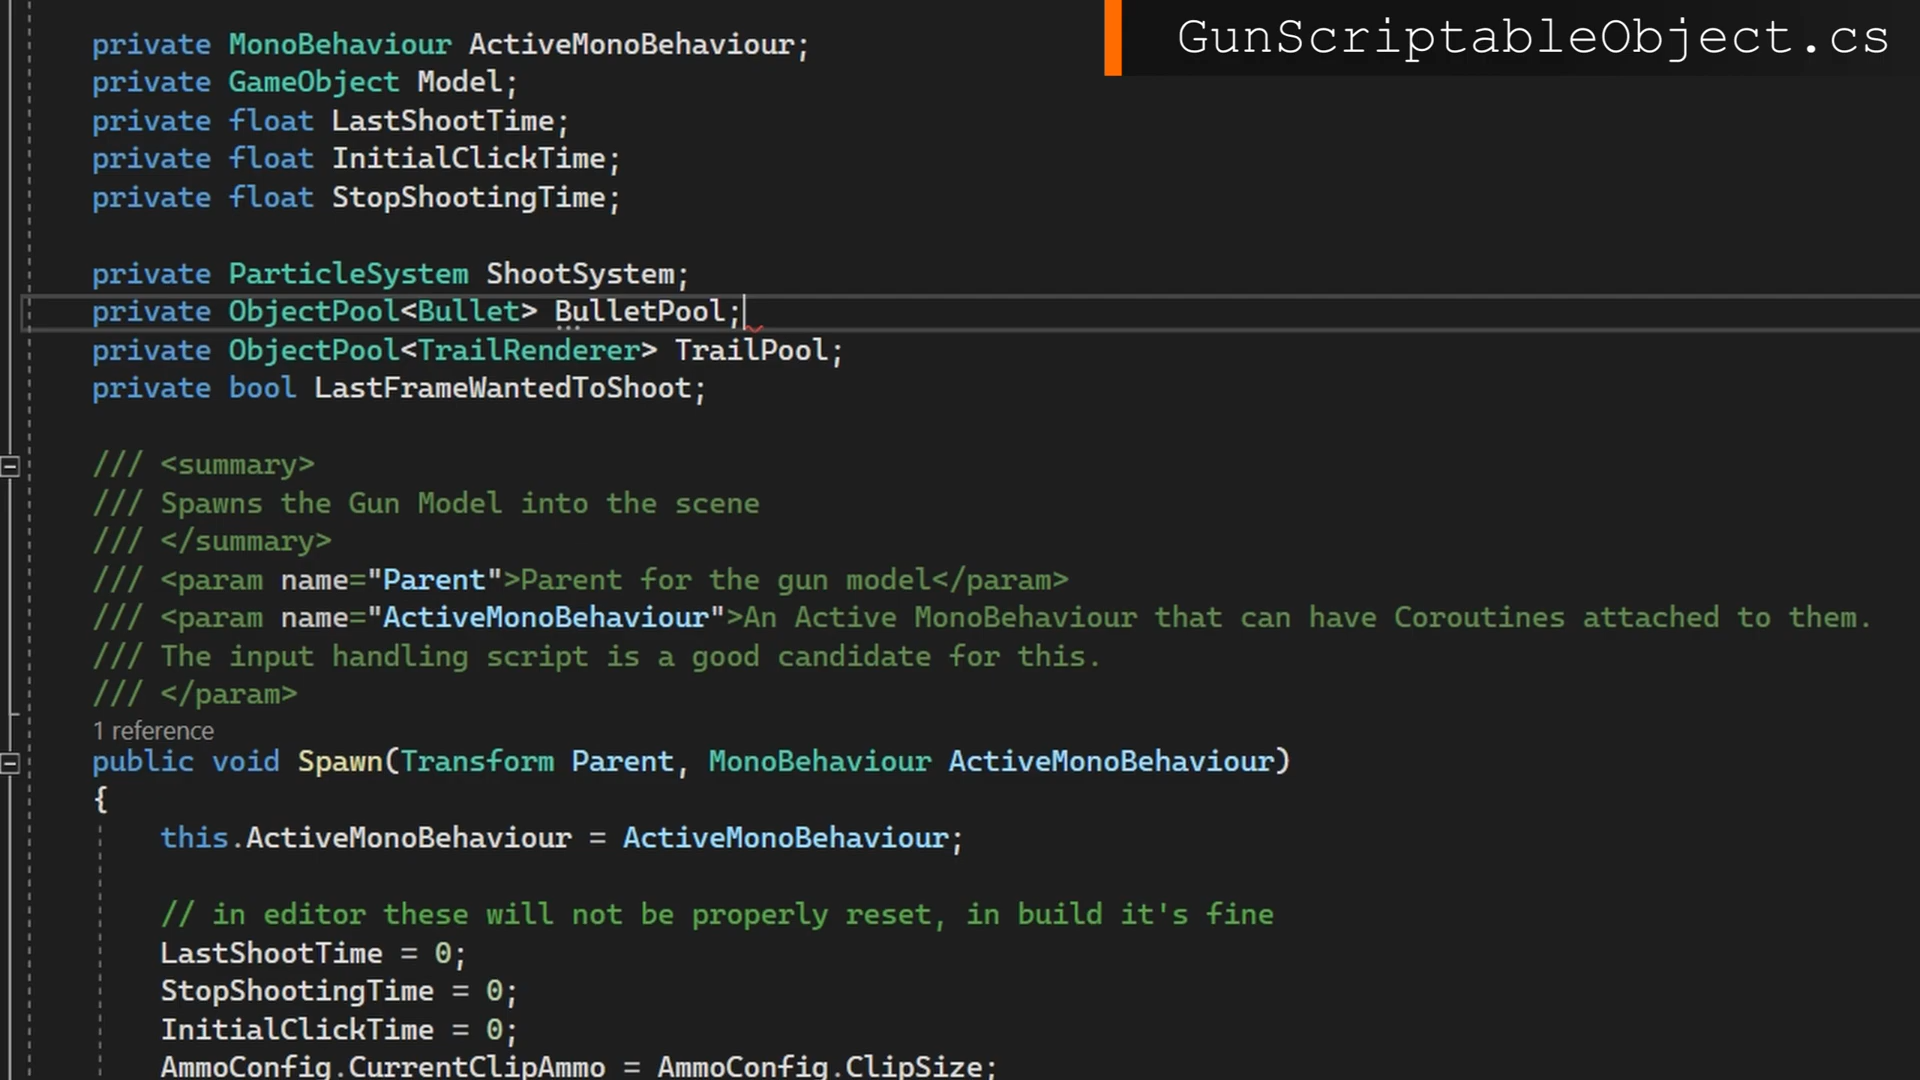 GunScriptableObject.cs
private MonoBehaviour ActiveMonoBehaviour;
private GameObject Model;
private float LastShootTime;
private float InitialClickTime;
private float StopShootingTime;
private ParticleSystem ShootSystem;
private ObjectPool<Bullet> BulletPool;
private ObjectPool<TrailRenderer> TrailPool;
private bool LastFrameWantedToShoot;
/// <summary>
/// Spawns the Gun Model into the scene
/// </summary>
/// <param name="Parent">Parent for the gun model</param>
/// <param name="ActiveMonoBehaviour">An Active MonoBehaviour that can have Coroutines attached to them.
/// The input handling script is a good candidate for this.
/// </param>
1 reference
public void Spawn(Transform Parent, MonoBehaviour ActiveMonoBehaviour)
{
this.ActiveMonoBehaviour = ActiveMonoBehaviour;
// in editor these will not be properly reset, in build it's fine
LastShootTime = 0;
StopShootingTime = 0;
InitialClickTime = 0;
AmmoConfig.CurrentClipAmmo = AmmoConfig.ClipSize;